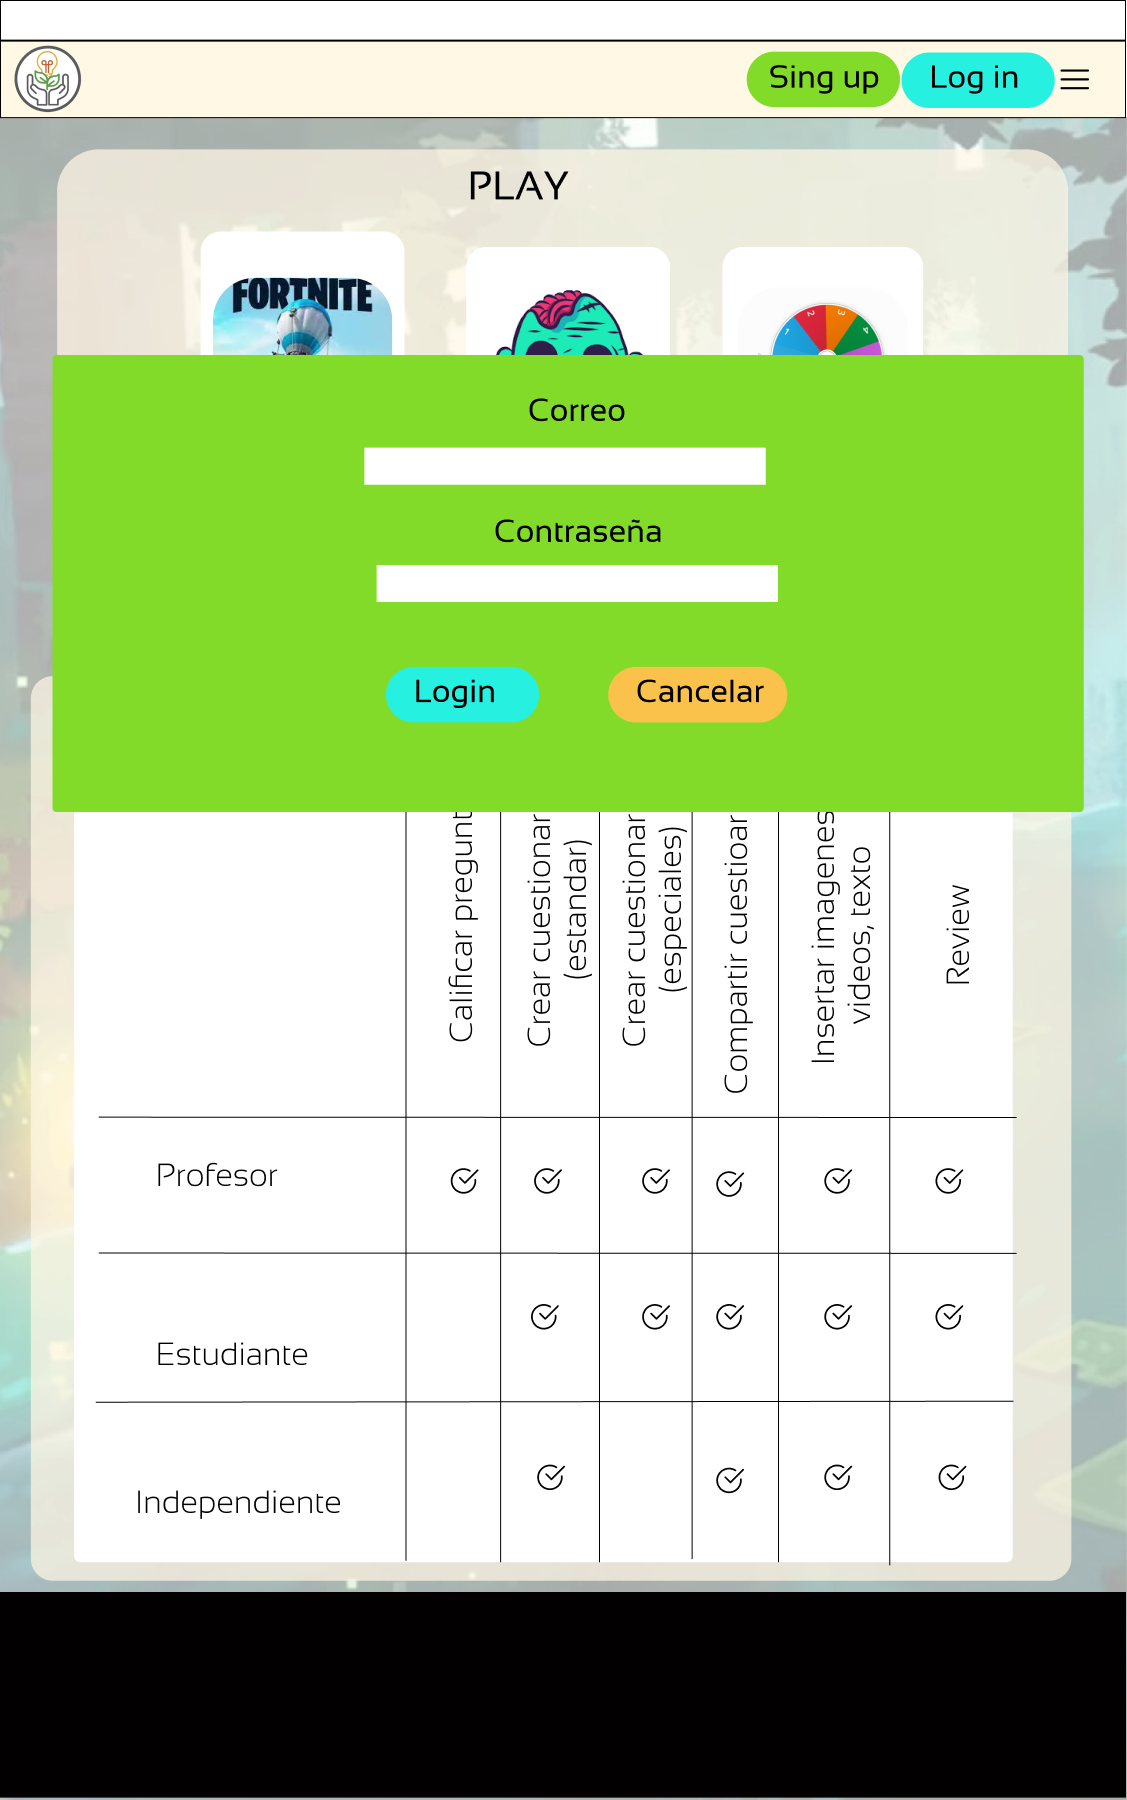 Sing up
Log in
PLAY
FORTNITE
1
2
3
4
Correo
Contraseña
Login
Cancelar
Calificar pregunt
Crear cuestionar
(estandar)
Crear cuestionar
(especiales)
Compartir cuestioar
Insertar imagenes
videos, texto
Review
Profesor
Estudiante
Independiente